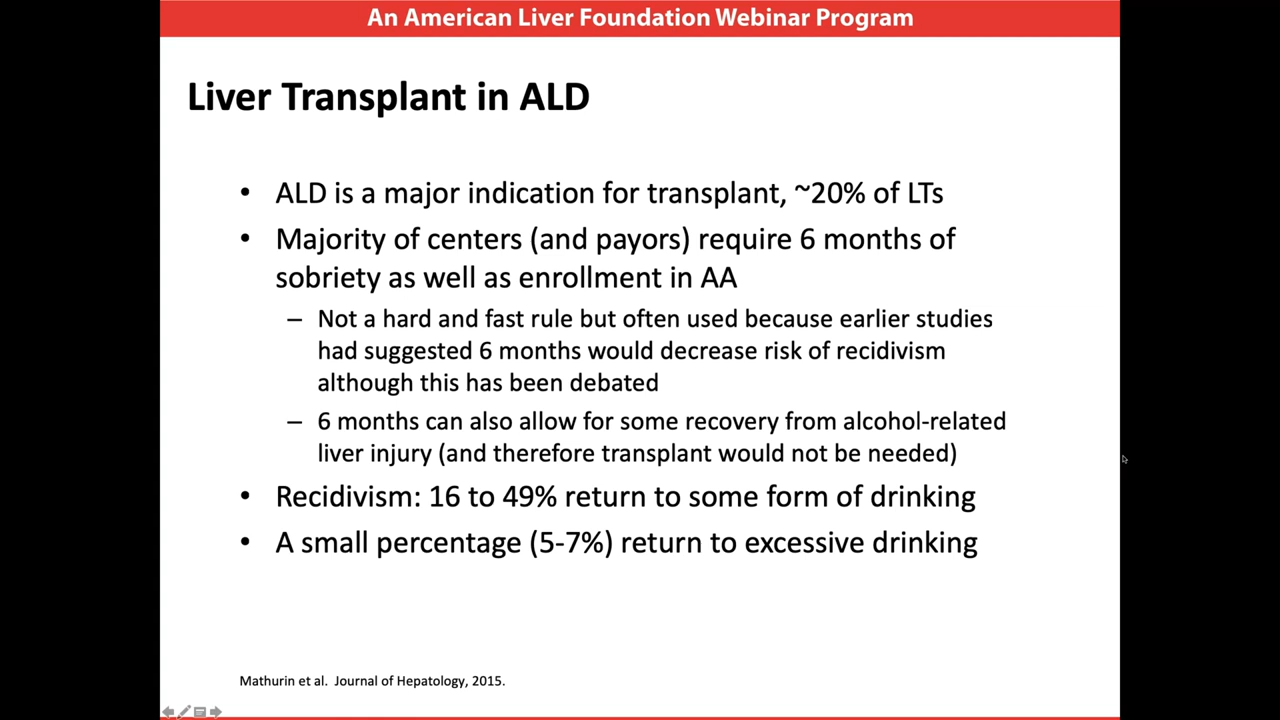 An American Liver Foundation Webinar Program
Liver Transplant in ALD
• ALD is a major indication for transplant, ~20% of LTs
• Majority of centers (and payors) require 6 months of
sobriety as well as enrollment in AA
– Not a hard and fast rule but often used because earlier studies
had suggested 6 months would decrease risk of recidivism
although this has been debated
– 6 months can also allow for some recovery from alcohol-related
liver injury (and therefore transplant would not be needed)
• Recidivism: 16 to 49% return to some form of drinking
• A small percentage (5-7%) return to excessive drinking
Mathurin et al. Journal of Hepatology, 2015.